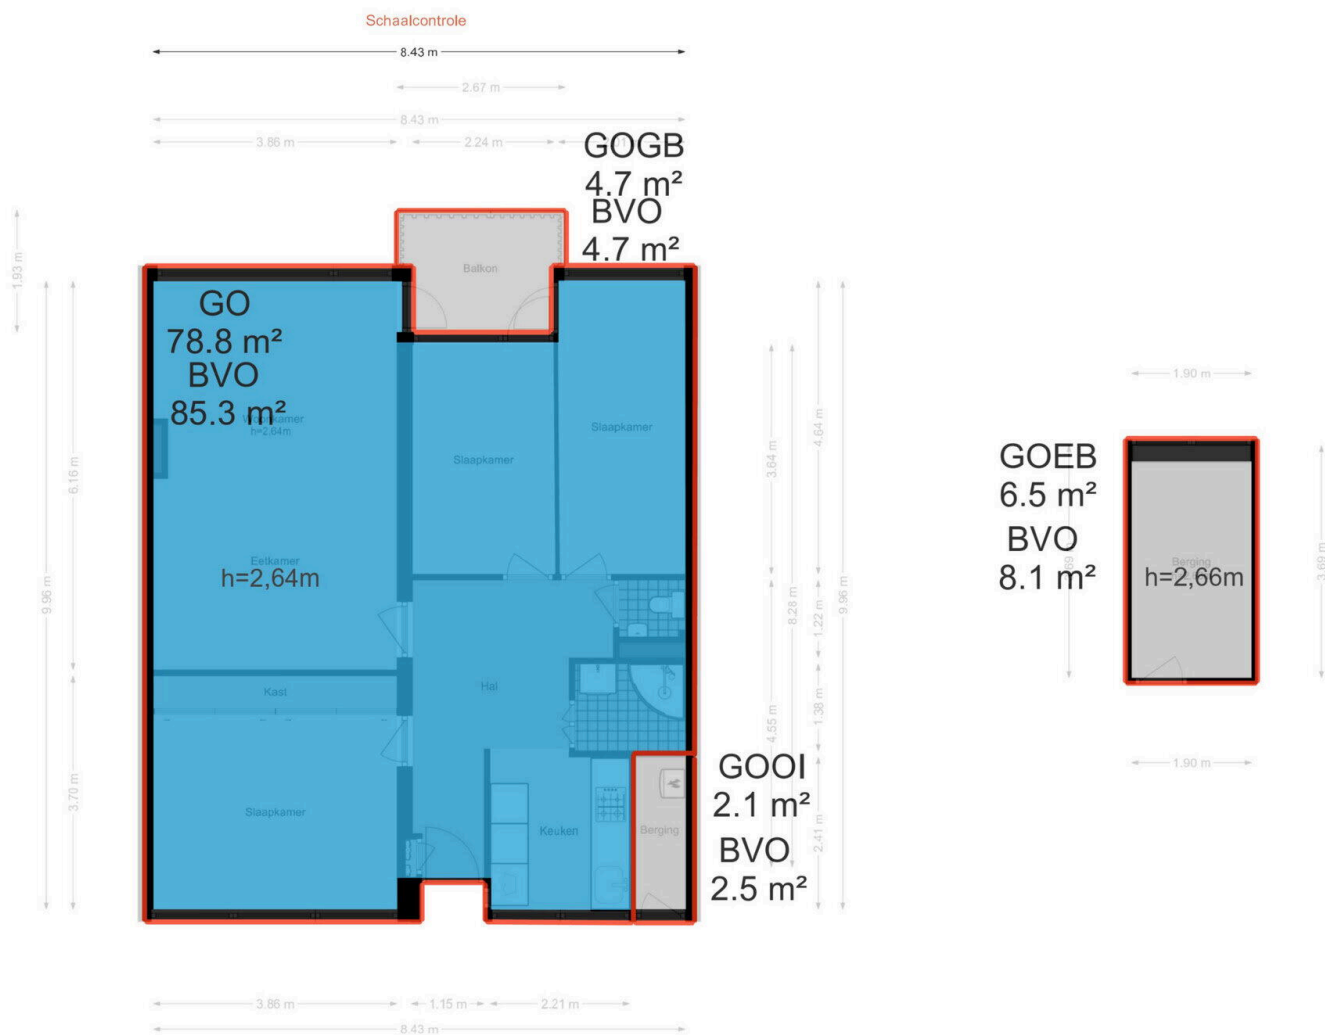 Schaalcontrole
8.43 m
2.67 m
8.43 m
3.86 m
2.24 m
GOGB
4.7 m²
BVO
4.7 m²
1.93 m
Balkon
GO
78.8 m²
BVO
85.3 m²
Woonkamer
h=2,64m
Slaapkamer
Slaapkamer
Eetkamer
h=2,64m
9.96 m
6.16 m
3.70 m
Kast
Hal
Slaapkamer
Keuken
Berging
3.64 m
4.55 m
8.28 m
4.64 m
1.22 m
1.38 m
2.41 m
9.96 m
GOOI
2.1 m²
BVO
2.5 m²
1.90 m
GOEB
6.5 m²
BVO
8.1 m²
Berging
h=2,66m
3.69 m
1.90 m
3.86 m
1.15 m
2.21 m
8.43 m